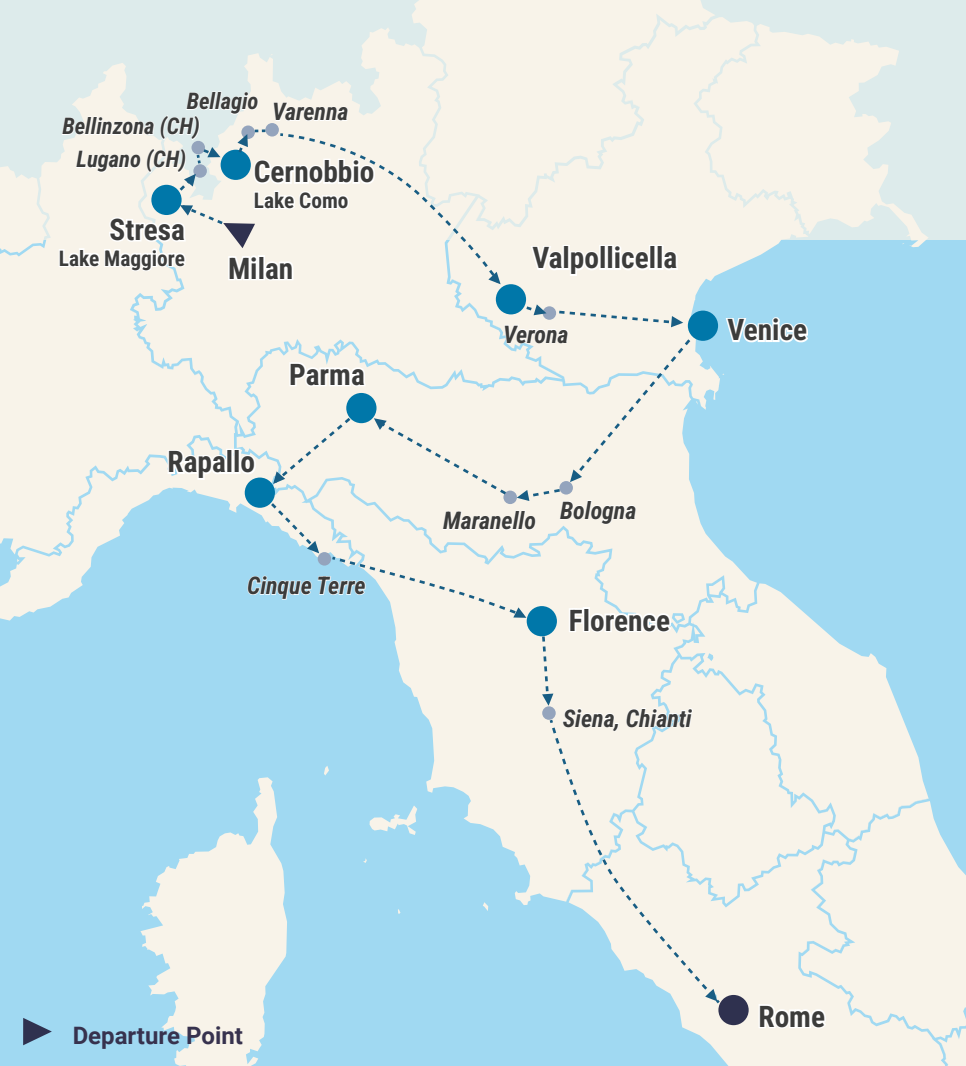 Bellagio
Varenna
Bellinzona (CH)
Lugano (CH)
Cernobbio
Lake Como
Stresa
Lake Maggiore
Milan
Valpollicella
Verona
Venice
Parma
Rapallo
Maranello
Bologna
Cinque Terre
Florence
Siena, Chianti
Rome
Departure Point